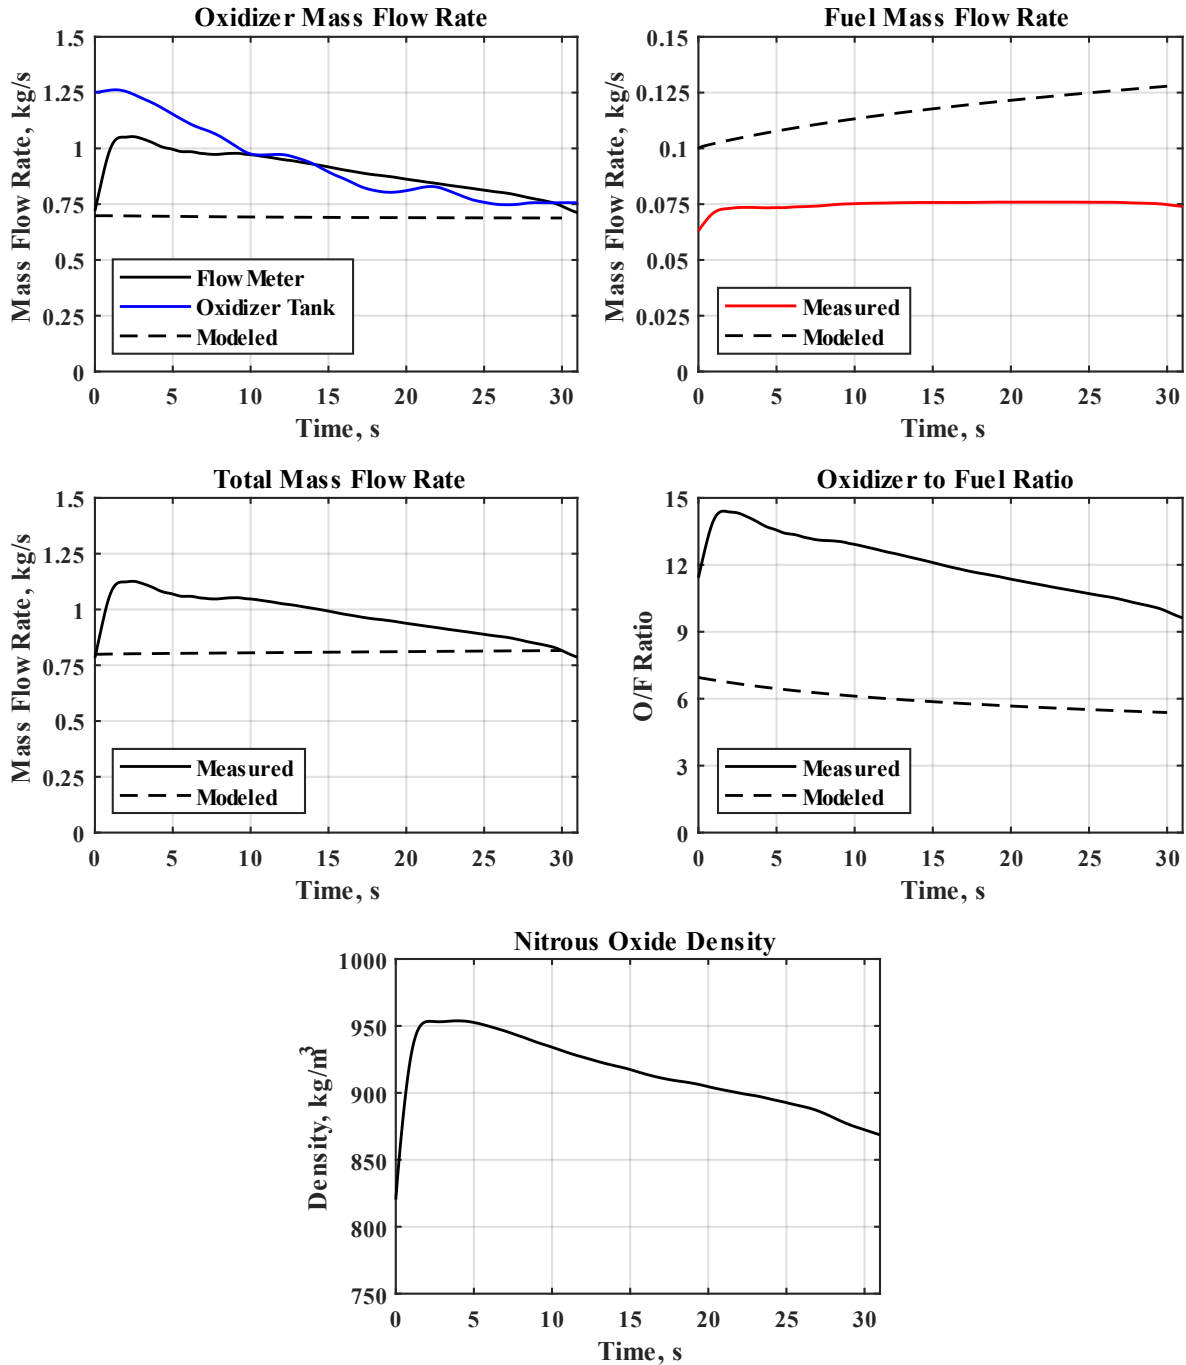 Oxidizer Mass Flow Rate
Mass Flow Rate, kg/s
1.5
1.25
1
0.75
0.5
0.25
0
Flow Meter
Oxidizer Tank
Modeled
0 5 10 15 20 25 30
Time, s
Fuel Mass Flow Rate
Mass Flow Rate, kg/s
0.15
0.125
0.1
0.075
0.05
0.025
0
Measured
Modeled
0 5 10 15 20 25 30
Time, s
Total Mass Flow Rate
Mass Flow Rate, kg/s
1.5
1.25
1
0.75
0.5
0.25
0
Measured
Modeled
0 5 10 15 20 25 30
Time, s
Oxidizer to Fuel Ratio
O/F Ratio
15
12
9
6
3
0
Measured
Modeled
0 5 10 15 20 25 30
Time, s
Nitrous Oxide Density
Density, kg/m³
1000
950
900
850
800
750
0 5 10 15 20 25 30
Time, s